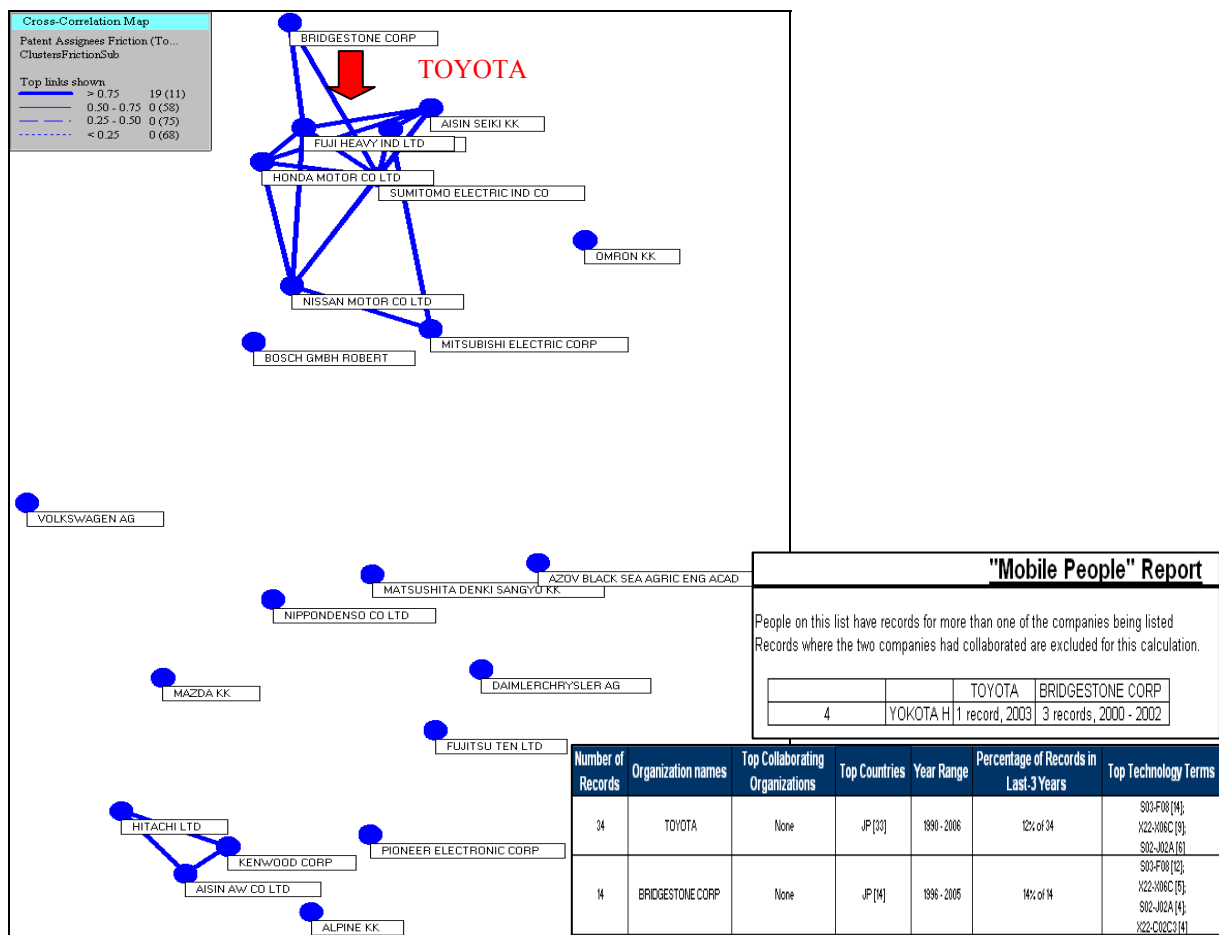 Cross-Correlation Map
Patent Assignees Friction (To...
ClustersFrictionSub
Top links shown
> 0.75 19 (11)
0.50 - 0.75 0 (58)
0.25 - 0.50 0 (75)
< 0.25 0 (68)
BRIDGESTONE CORP
TOYOTA
AISIN SEIKI KK
FUJI HEAVY IND LTD
HONDA MOTOR CO LTD
SUMITOMO ELECTRIC IND CO
OMRON KK
NISSAN MOTOR CO LTD
MITSUBISHI ELECTRIC CORP
BOSCH GMBH ROBERT
VOLKSWAGEN AG
AZOV BLACK SEA AGRIC ENG ACAD
MATSUSHITA DENKI SANGYO KK
NIPPONDENSO CO LTD
MAZDA KK
DAIMLERCHRYSLER AG
FUJITSU TEN LTD
HITACHI LTD
KENWOOD CORP
PIONEER ELECTRONIC CORP
AISIN AW CO LTD
ALPINE KK
"Mobile People" Report
People on this list have records for more than one of the companies being listed
Records where the two companies had collaborated are excluded for this calculation.
TOYOTA BRIDGESTONE CORP
4 YOKOTA H 1 record, 2003 3 records, 2000 - 2002
Number of Records Organization names Top Collaborating Organizations Top Countries Year Range Percentage of Records in Last-3 Years Top Technology Terms
34 TOYOTA None JP [33] 1990 - 2006 12% of 34 S03-F08 [14];
X22-X06C [9];
S02-J02A [6]
14 BRIDGESTONE CORP None JP [14] 1996 - 2005 14% of 14 S03-F08 [12];
X22-X06C [5];
S02-J02A [4];
X22-C02C3 [4]